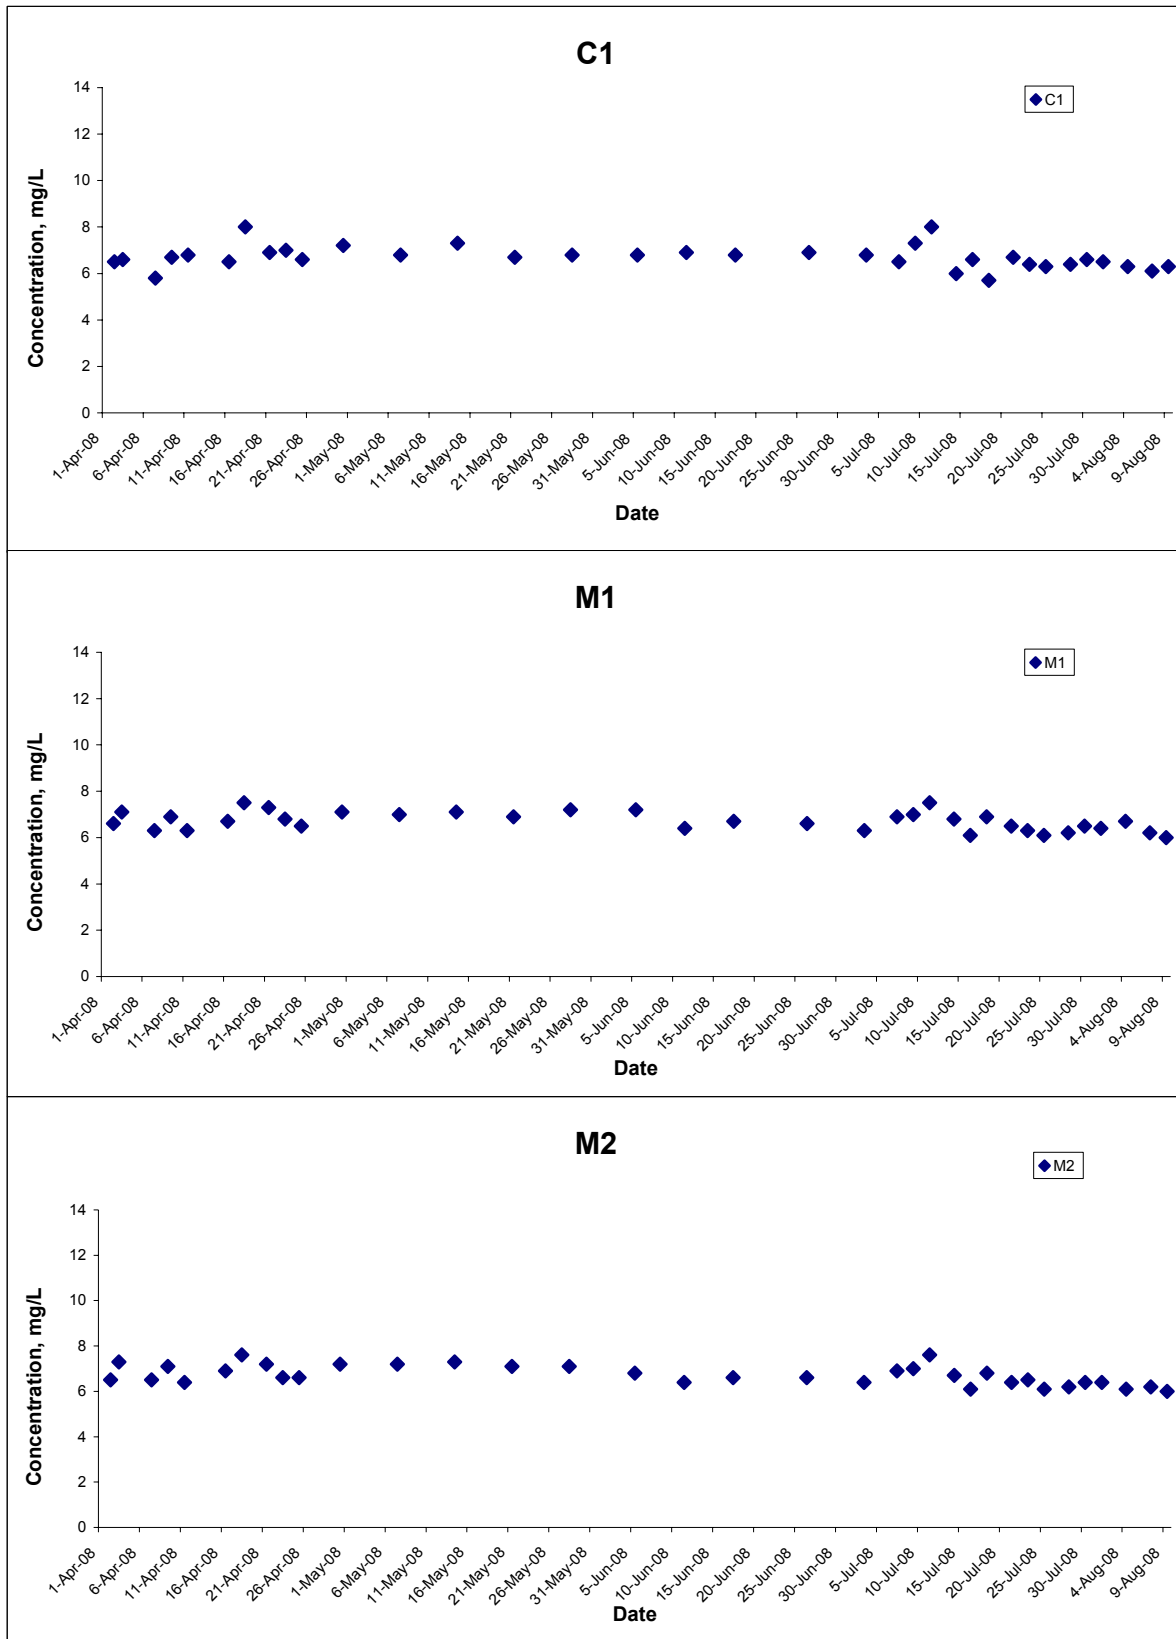 C1
C1
Concentration, mg/L
14
12
10
8
6
4
2
0
1-Apr-08
6-Apr-08
11-Apr-08
16-Apr-08
21-Apr-08
26-Apr-08
1-May-08
6-May-08
11-May-08
16-May-08
21-May-08
26-May-08
31-May-08
5-Jun-08
10-Jun-08
15-Jun-08
20-Jun-08
25-Jun-08
30-Jun-08
5-Jul-08
10-Jul-08
15-Jul-08
20-Jul-08
25-Jul-08
30-Jul-08
4-Aug-08
9-Aug-08
Date
M1
M1
Concentration, mg/L
14
12
10
8
6
4
2
0
1-Apr-08
6-Apr-08
11-Apr-08
16-Apr-08
21-Apr-08
26-Apr-08
1-May-08
6-May-08
11-May-08
16-May-08
21-May-08
26-May-08
31-May-08
5-Jun-08
10-Jun-08
15-Jun-08
20-Jun-08
25-Jun-08
30-Jun-08
5-Jul-08
10-Jul-08
15-Jul-08
20-Jul-08
25-Jul-08
30-Jul-08
4-Aug-08
9-Aug-08
Date
M2
M2
Concentration, mg/L
14
12
10
8
6
4
2
0
1-Apr-08
6-Apr-08
11-Apr-08
16-Apr-08
21-Apr-08
26-Apr-08
1-May-08
6-May-08
11-May-08
16-May-08
21-May-08
26-May-08
31-May-08
5-Jun-08
10-Jun-08
15-Jun-08
20-Jun-08
25-Jun-08
30-Jun-08
5-Jul-08
10-Jul-08
15-Jul-08
20-Jul-08
25-Jul-08
30-Jul-08
4-Aug-08
9-Aug-08
Date